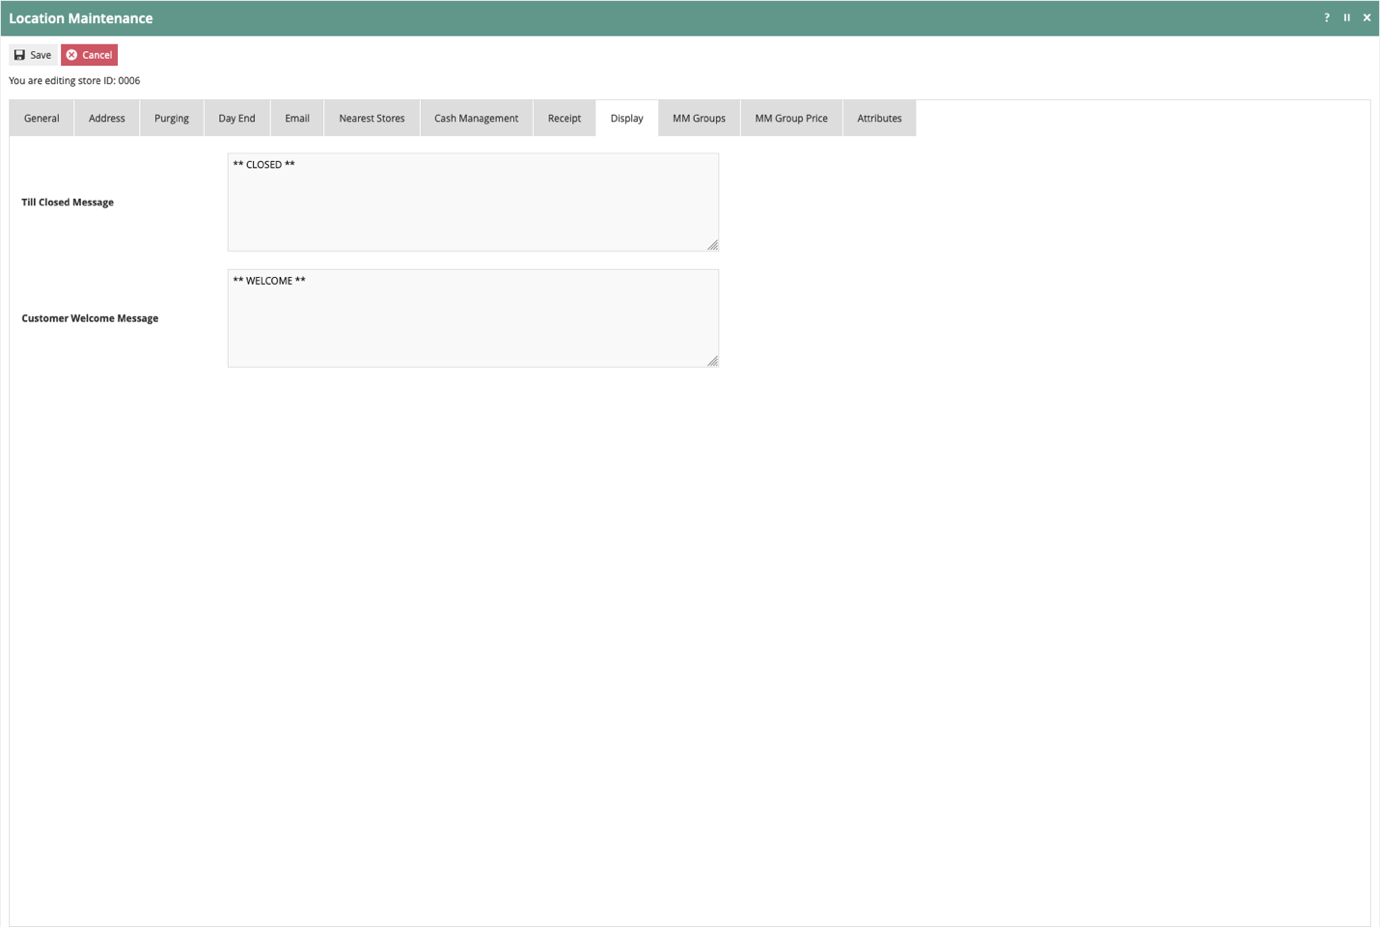 Location Maintenance
? II ×
Save Cancel
You are editing store ID: 0006
General Address Purging Day End Email Nearest Stores Cash Management Receipt Display MM Groups MM Group Price Attributes
** CLOSED **
Till Closed Message
** WELCOME **
Customer Welcome Message